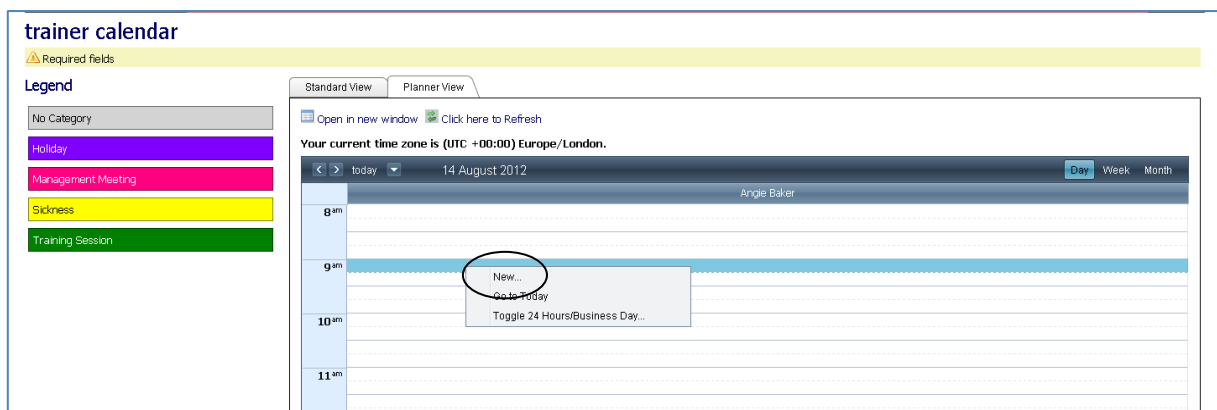 trainer calendar
Required fields
Legend
No Category
Holiday
Management Meeting
Sickness
Training Session
Standard View Planner View
Open in new window Click here to Refresh
Your current time zone is (UTC +00:00) Europe/London.
today 14 August 2012 Day Week Month
Angie Baker
8am
9am
New...
Go to Today
Toggle 24 Hours/Business Day...
10am
11am